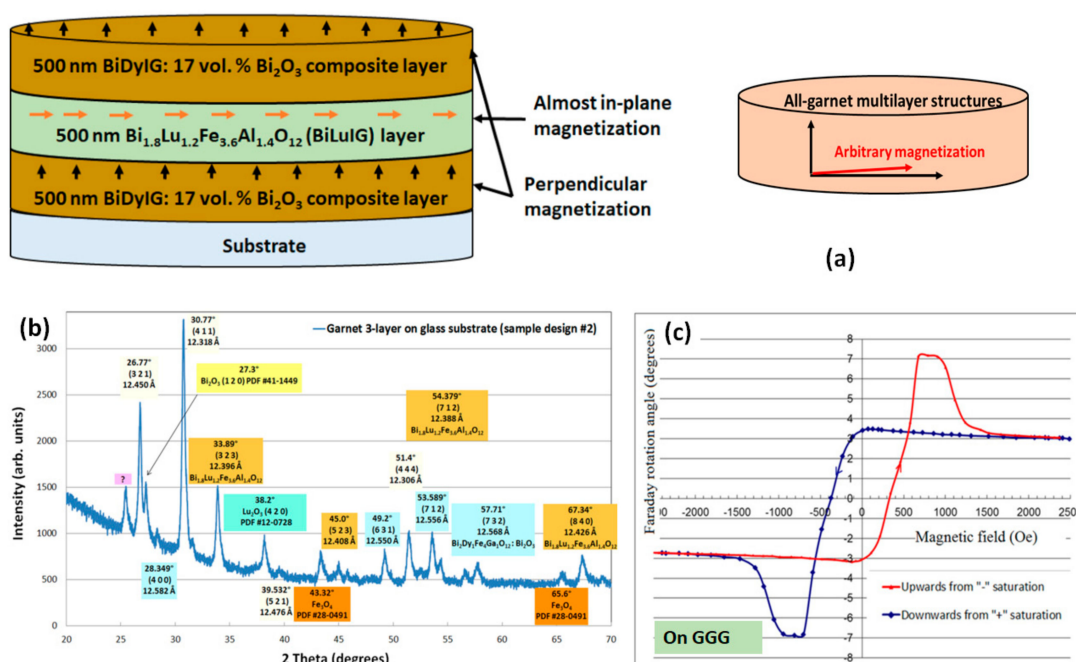 500 nm BiDyIG: 17 vol. % Bi₂O₃ composite layer
500 nm Bi₁.₈Lu₁.₂Fe₃.₆Al₁.₄O₁₂ (BiLuIG) layer
500 nm BiDyIG: 17 vol. % Bi₂O₃ composite layer
Substrate
Almost in-plane
magnetization
Perpendicular
magnetization
All-garnet multilayer structures
Arbitrary magnetization
(a)
(b)
Garnet 3-layer on glass substrate (sample design #2)
Intensity (arb. units)
3000
2500
2000
1500
1000
500
0
20
25
30
35
40
45
50
55
60
65
70
2 Theta (degrees)
?
26.77°
(3 2 1)
12.450 Å
30.77°
(4 1 1)
12.318 Å
27.3°
Bi₂O₃ (1 2 0) PDF #41-1449
28.349°
(4 0 0)
12.582 Å
33.89°
(3 2 3)
12.396 Å
Bi₁.₈Lu₁.₂Fe₃.₆Al₁.₄O₁₂
38.2°
Lu₂O₃ (4 2 0)
PDF #12-0728
39.532°
(5 2 1)
12.476 Å
43.32°
Fe₃O₄
PDF #28-0491
45.0°
(5 2 3)
12.408 Å
49.2°
(6 3 1)
12.550 Å
51.4°
(4 4 4)
12.306 Å
54.379°
(7 1 2)
12.388 Å
Bi₁.₈Lu₁.₂Fe₃.₆Al₁.₄O₁₂
53.589°
(7 1 2)
12.556 Å
57.71°
(7 3 2)
12.568 Å
Bi₂Dy₁Fe₄Ga₁O₁₂: Bi₂O₃
65.6°
Fe₃O₄
PDF #28-0491
67.34°
(8 4 0)
12.426 Å
Bi₁.₈Lu₁.₂Fe₃.₆Al₁.₄O₁₂
(c)
Faraday rotation angle (degrees)
8
7
6
5
4
3
2
1
0
-1
-2
-3
-4
-5
-6
-7
-8
-2000
-1500
-1000
-500
0
500
1000
1500
2000
2500
Magnetic field (Oe)
Upwards from "-" saturation
Downwards from "+" saturation
On GGG